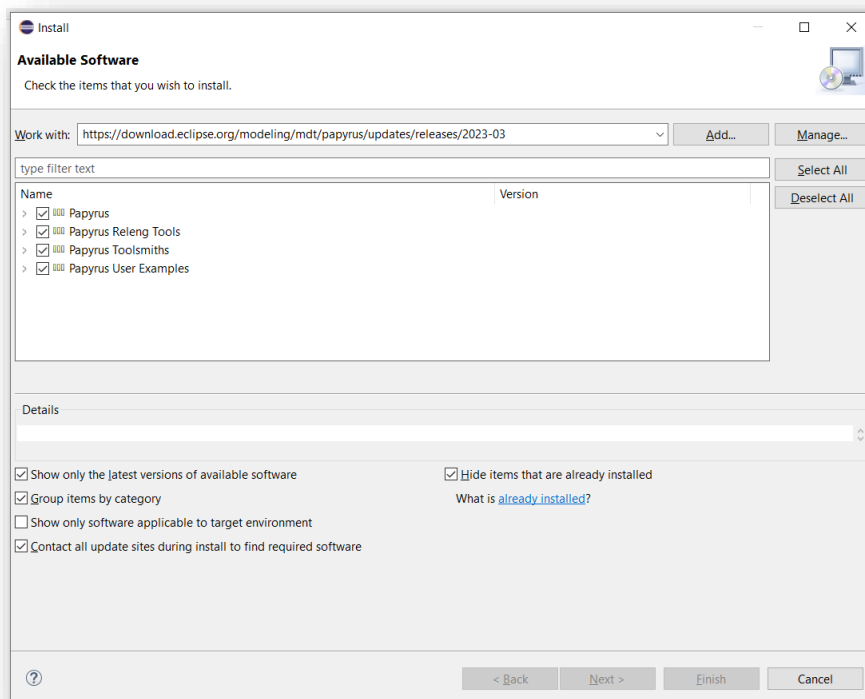 Install
Available Software
Check the items that you wish to install.
Work with: https://download.eclipse.org/modeling/mdt/papyrus/updates/releases/2023-03 Add... Manage...
type filter text Select All
Name Version Deselect All
Papyrus
Papyrus Releng Tools
Papyrus Toolsmiths
Papyrus User Examples
Details
Show only the latest versions of available software Hide items that are already installed
Group items by category What is already installed?
Show only software applicable to target environment
Contact all update sites during install to find required software
? < Back Next > Finish Cancel